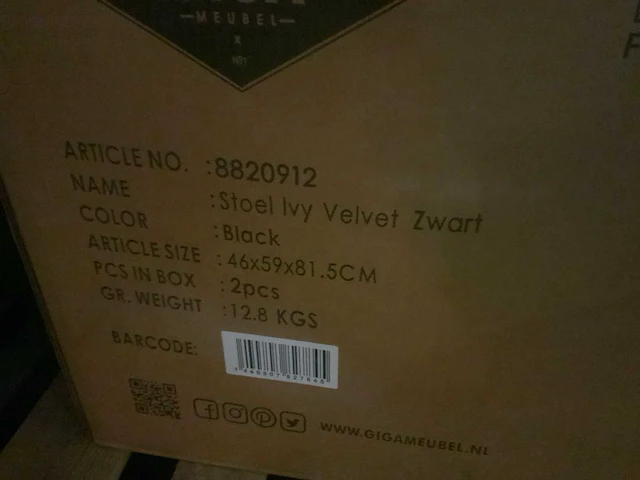 —MEUBEL—
X
ARTICLE NO. :8820912
NAME :Stoel Ivy Velvet Zwart
COLOR :Black
ARTICLE SIZE :46x59x81.5CM
PCS IN BOX :2pcs
GR. WEIGHT :12.8 KGS
BARCODE:
WWW.GIGAMEUBEL.NL